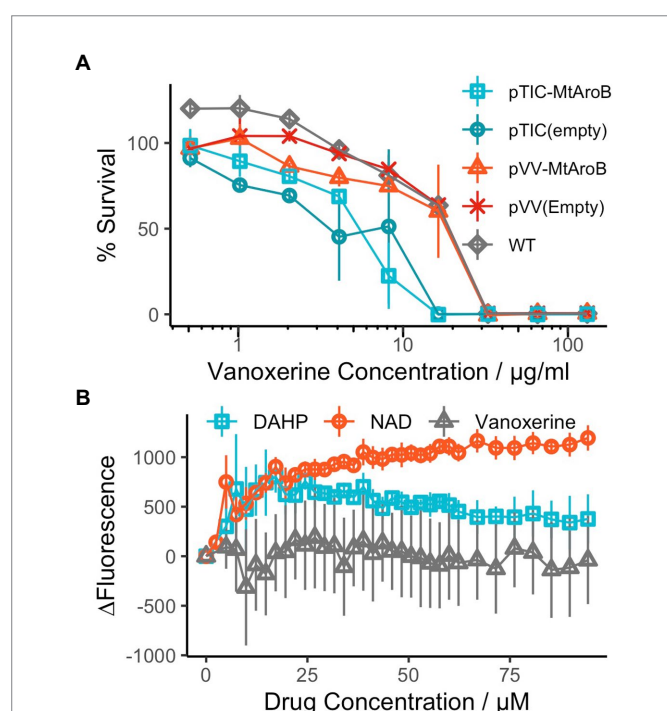 A
pTIC-MtAroB
pTIC(empty)
pVV-MtAroB
pVV(Empty)
WT
% Survival
100
50
0
1
10
100
Vanoxerine Concentration / µg/ml
B
DAHP
NAD
Vanoxerine
ΔFluorescence
1000
500
0
-500
-1000
0
25
50
75
Drug Concentration / µM